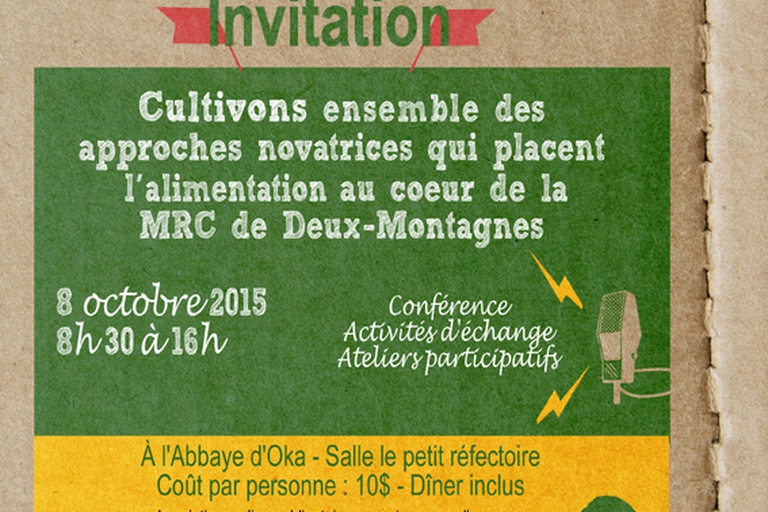 Invitation
Cultivons ensemble des
approches novatrices qui placent
l'alimentation au coeur de la
MRC de Deux-Montagnes
8 octobre 2015
8h30 à 16h
Conférence
Activités d'échange
Ateliers participatifs
À l'Abbaye d'Oka - Salle le petit réfectoire
Coût par personne : 10$ - Dîner inclus